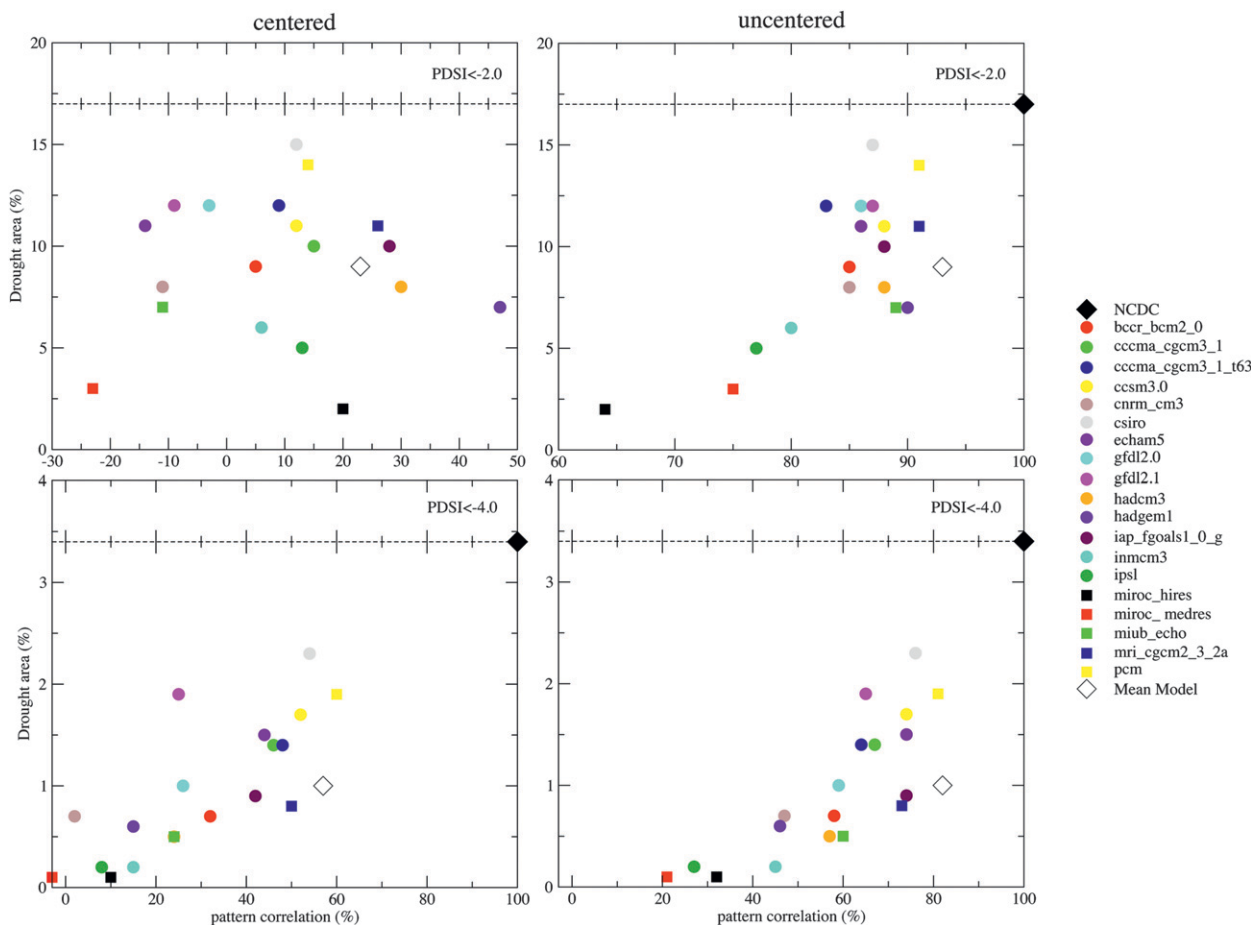 centered
uncentered
20
15
10
5
0
Drought area (%)
PDSI<-2.0
-30 -20 -10 0 10 20 30 40 50
PDSI<-2.0
20
15
10
5
0
60 70 80 90 100
4
3
2
1
0
Drought area (%)
PDSI<-4.0
0 20 40 60 80 100
pattern correlation (%)
4
3
2
1
0
PDSI<-4.0
0 20 40 60 80 100
pattern correlation (%)
NCDC
bccr_bcm2_0
cccma_cgcm3_1
cccma_cgcm3_1_t63
ccsm3.0
cnrm_cm3
csiro
echam5
gfdl2.0
gfdl2.1
hadcm3
hadgem1
iap_fgoals1_0_g
inmcm3
ipsl
miroc_hires
miroc_ medres
miub_echo
mri_cgcm2_3_2a
pcm
Mean Model